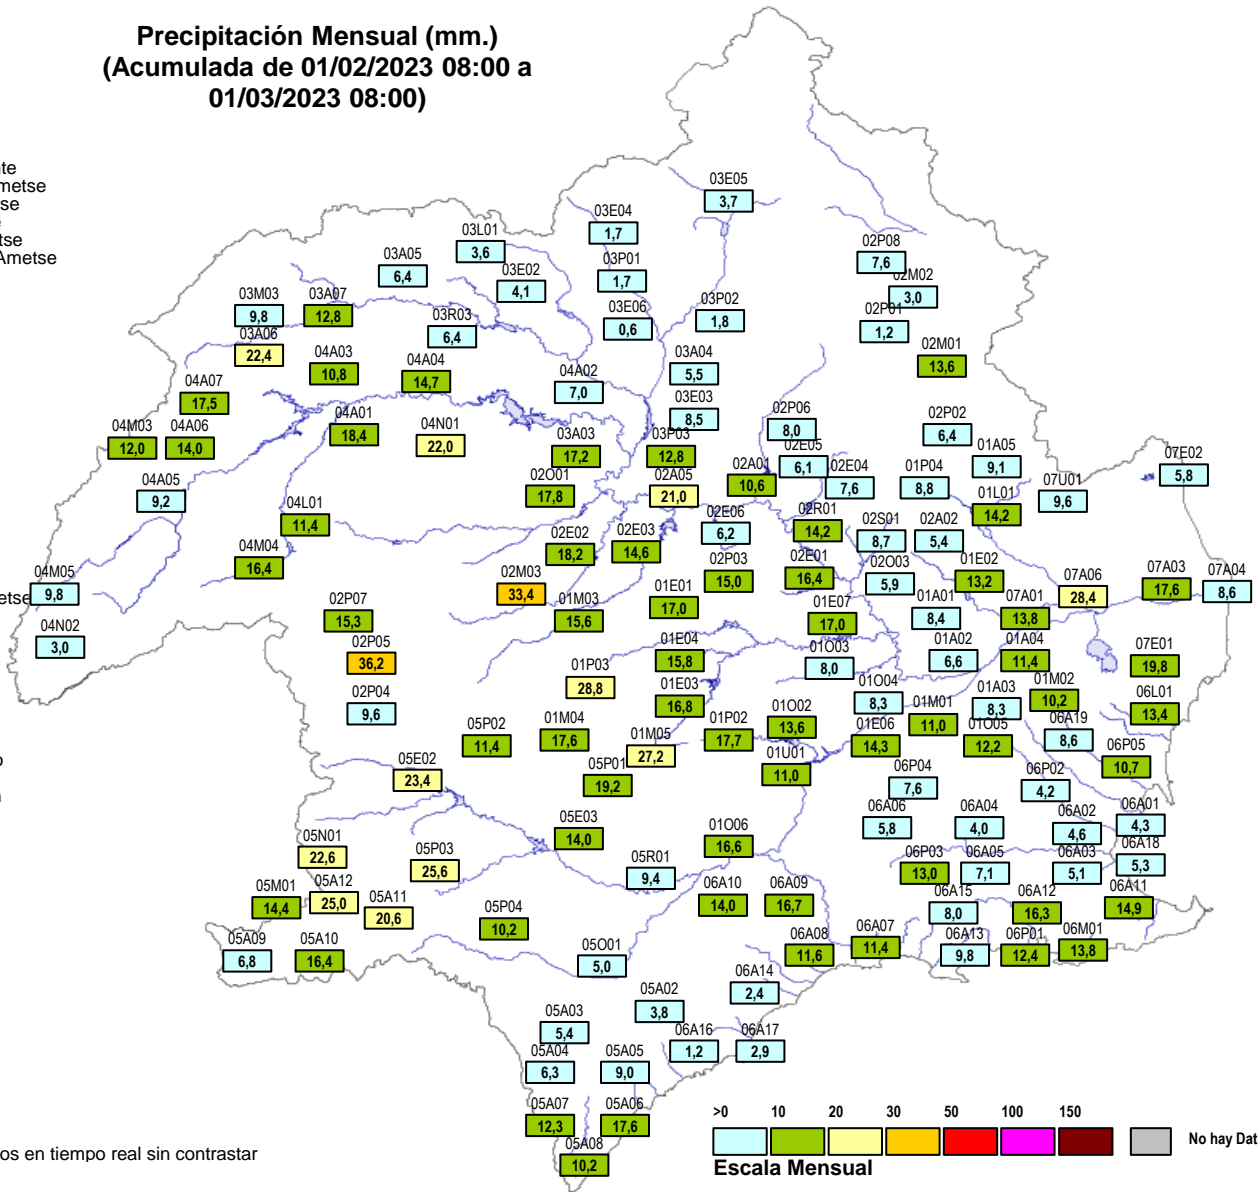 Precipitación Mensual (mm.)
(Acumulada de 01/02/2023 08:00 a
01/03/2023 08:00)
nte
metse
tse
e
tse
Ametse
03E05
3,7
03E04
1,7
03L01
3,6
02P08
7,6
03A05
6,4
03P01
1,7
03E02
4,1
02M02
3,0
03M03
9,8
03A07
12,8
03P02
1,8
03E06
0,6
02P01
1,2
03R03
6,4
03A06
22,4
02M01
13,6
04A03
10,8
04A04
14,7
03A04
5,5
04A02
7,0
04A07
17,5
03E03
8,5
04A01
18,4
04N01
22,0
02P06
8,0
02P02
6,4
04M03
12,0
04A06
14,0
03A03
17,2
03P03
12,8
02E05
6,1
01A05
9,1
07E02
5,8
04A05
9,2
02O01
17,8
02A05
21,0
02A01
10,6
02E04
7,6
01P04
8,8
07U01
9,6
04L01
11,4
01L01
14,2
02E06
6,2
02R01
14,2
02S01
8,7
02A02
5,4
02E02
18,2
02E03
14,6
04M04
16,4
02P03
15,0
02E01
16,4
02O03
5,9
01E02
13,2
07A03
17,6
07A04
8,6
04M05
9,8
etse
02M03
33,4
07A06
28,4
01E01
17,0
02P07
15,3
01M03
15,6
01E07
17,0
01A01
8,4
07A01
13,8
04N02
3,0
02P05
36,2
01E04
15,8
01O03
8,0
01A02
6,6
01A04
11,4
07E01
19,8
01P03
28,8
01E03
16,8
02P04
9,6
01O04
8,3
01A03
8,3
01M02
10,2
06L01
13,4
05P02
11,4
01M04
17,6
01P02
17,7
01O02
13,6
01M01
11,0
01E06
14,3
01O05
12,2
06A19
8,6
01M05
27,2
06P05
10,7
05E02
23,4
05P01
19,2
01U01
11,0
06P04
7,6
06P02
4,2
05E03
14,0
06A06
5,8
06A04
4,0
06A02
4,6
06A01
4,3
05N01
22,6
01O06
16,6
05P03
25,6
05R01
9,4
06P03
13,0
06A05
7,1
06A03
5,1
06A18
5,3
05M01
14,4
05A12
25,0
05A11
20,6
06A10
14,0
06A09
16,7
06A15
8,0
06A12
16,3
06A11
14,9
05P04
10,2
05A09
6,8
05A10
16,4
05O01
5,0
06A08
11,6
06A07
11,4
06A13
9,8
06P01
12,4
06M01
13,8
06A14
2,4
05A02
3,8
05A03
5,4
06A16
1,2
06A17
2,9
05A04
6,3
05A05
9,0
05A07
12,3
05A06
17,6
05A08
10,2
>0 10 20 30 50 100 150
No hay Dat
Escala Mensual
os en tiempo real sin contrastar